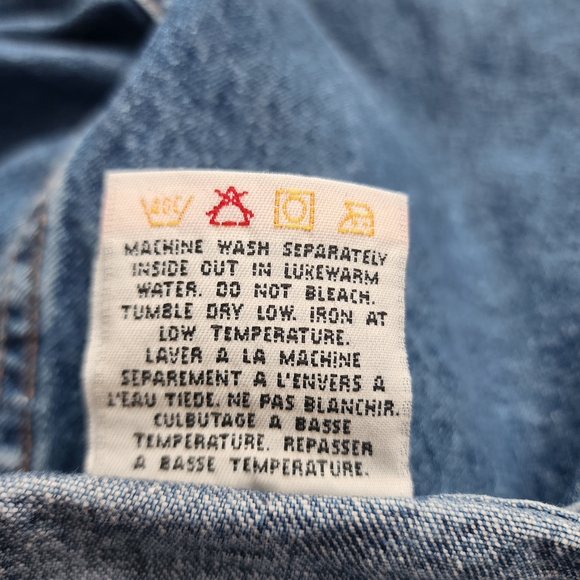 40C
MACHINE WASH SEPARATELY
INSIDE OUT IN LUKEWARM
WATER. DO NOT BLEACH.
TUMBLE DRY LOW. IRON AT
LOW TEMPERATURE.
LAVER A LA MACHINE
SEPAREMENT A L'ENVERS A
L'EAU TIEDE. NE PAS BLANCHIR.
CULBUTAGE A BASSE
TEMPERATURE. REPASSER
A BASSE TEMPERATURE.